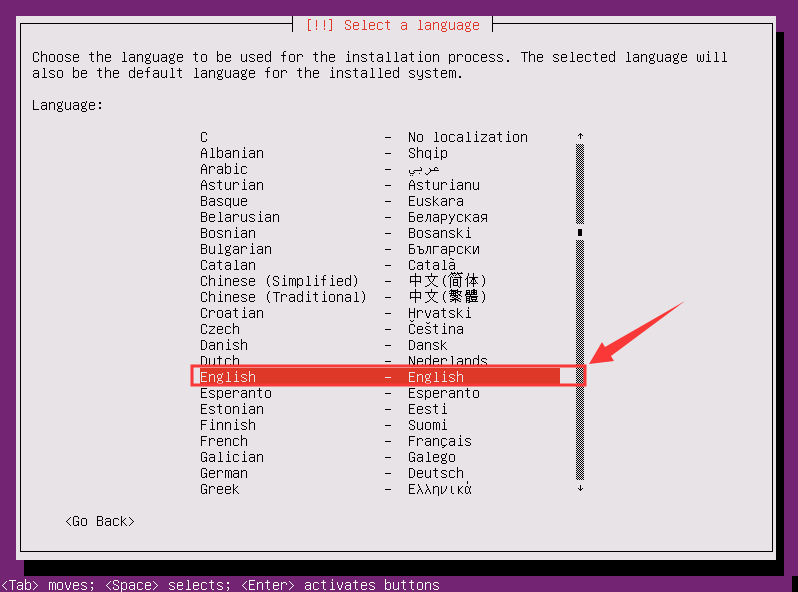 [!!] Select a language
Choose the language to be used for the installation process. The selected language will
also be the default language for the installed system.
Language:
C - No localization
Albanian - Shqip
Arabic - عربي
Asturian - Asturianu
Basque - Euskara
Belarusian - Беларуская
Bosnian - Bosanski
Bulgarian - Български
Catalan - Català
Chinese (Simplified) - 中文(简体)
Chinese (Traditional) - 中文(繁體)
Croatian - Hrvatski
Czech - Čeština
Danish - Dansk
Dutch - Nederlands
English - English
Esperanto - Esperanto
Estonian - Eesti
Finnish - Suomi
French - Français
Galician - Galego
German - Deutsch
Greek - Ελληνικά
<Go Back>
<Tab> moves; <Space> selects; <Enter> activates buttons